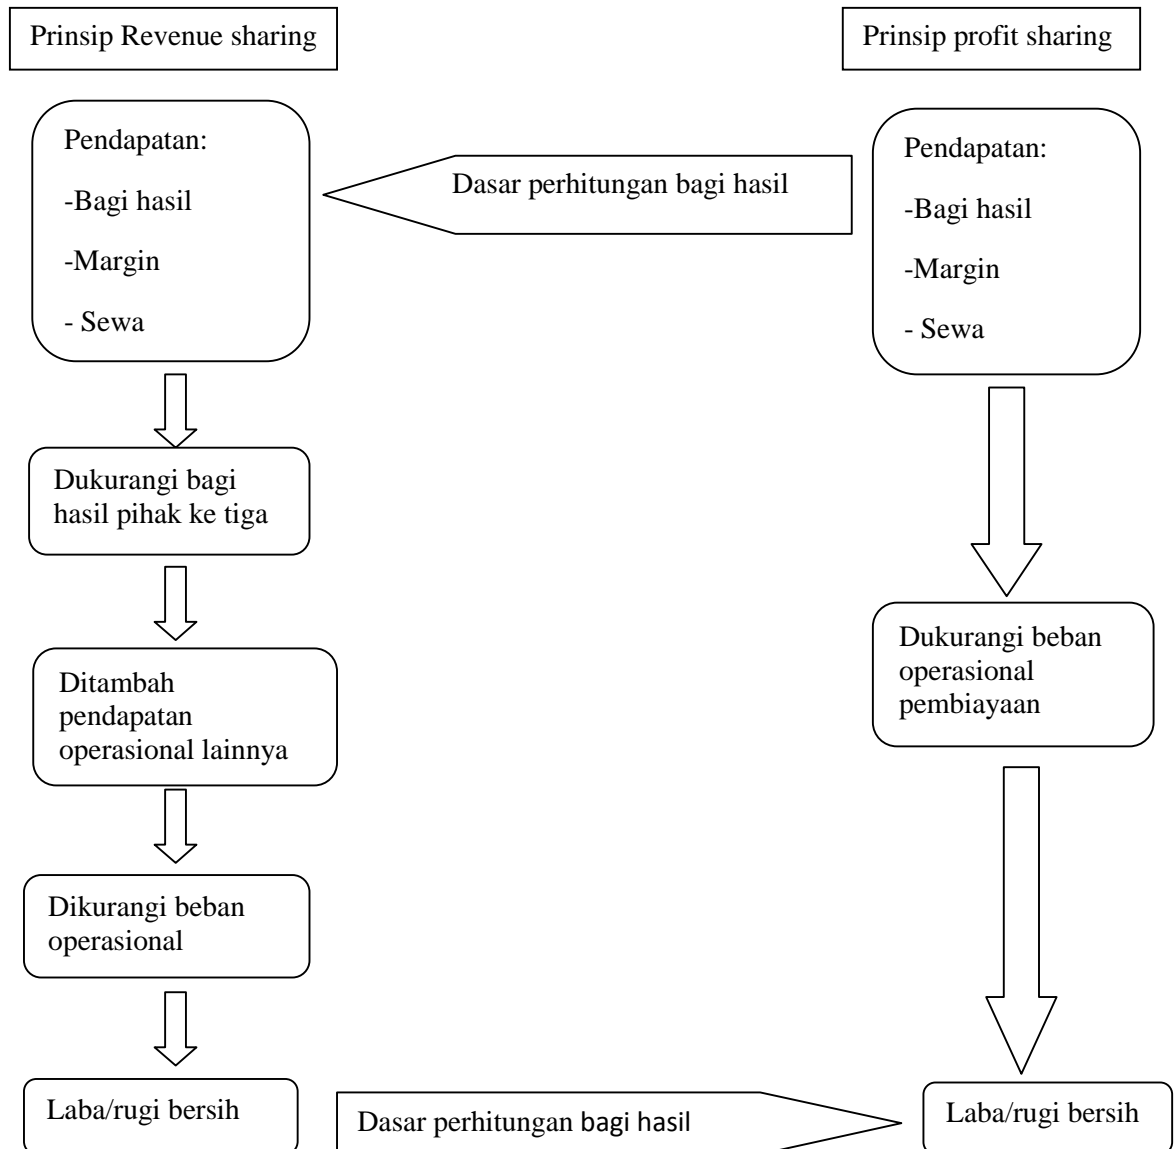 Prinsip Revenue sharing
Prinsip profit sharing
Pendapatan:
-Bagi hasil
-Margin
- Sewa
Dasar perhitungan bagi hasil
Pendapatan:
-Bagi hasil
-Margin
- Sewa
Dukurangi bagi
hasil pihak ke tiga
Ditambah
pendapatan
operasional lainnya
Dukurangi beban
operasional
pembiayaan
Dikurangi beban
operasional
Laba/rugi bersih
Dasar perhitungan bagi hasil
Laba/rugi bersih